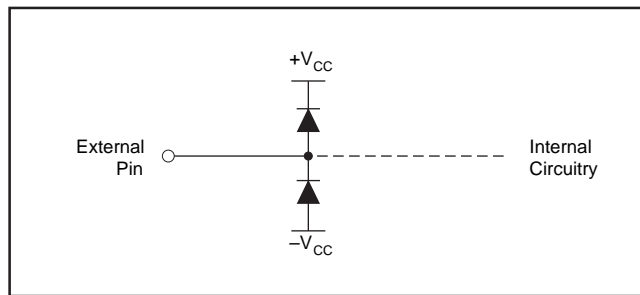 +VCC
External
Pin
Internal
Circuitry
–VCC